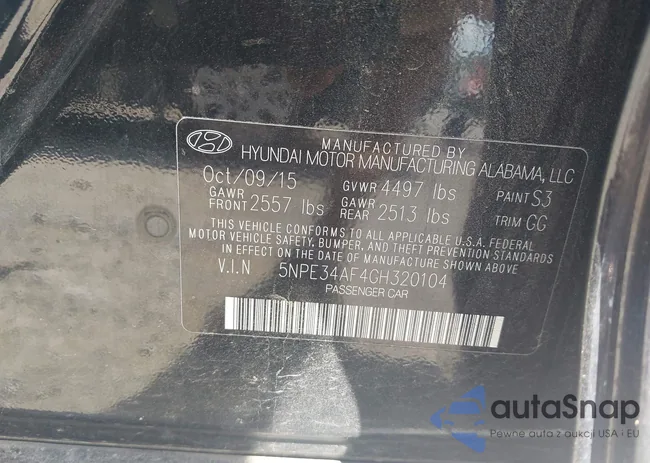 MANUFACTURED BY
HYUNDAI MOTOR MANUFACTURING ALABAMA, LLC
Oct/09/15 GVWR 4497 lbs PAINT S3
GAWR FRONT 2557 lbs GAWR REAR 2513 lbs TRIM GG
THIS VEHICLE CONFORMS TO ALL APPLICABLE U.S.A. FEDERAL
MOTOR VEHICLE SAFETY, BUMPER, AND THEFT PREVENTION STANDARDS
IN EFFECT ON THE DATE OF MANUFACTURE SHOWN ABOVE.
V.I.N 5NPE34AF4GH320104
PASSENGER CAR
autaSnap
Pewne auta z aukcji USA i EU